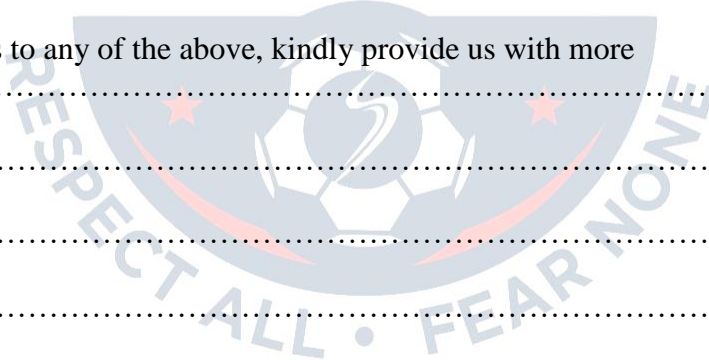 s to any of the above, kindly provide us with more
................................................................................
................................................................................
................................................................................
................................................................................
RESPECT ALL • FEAR NONE